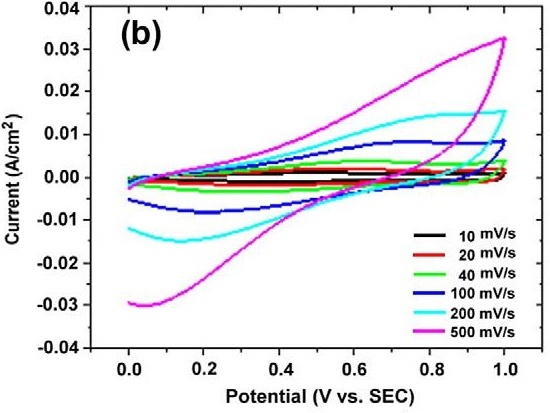 (b)
0.04
0.03
0.02
0.01
0.00
-0.01
-0.02
-0.03
-0.04
Current (A/cm²)
10 mV/s
20 mV/s
40 mV/s
100 mV/s
200 mV/s
500 mV/s
0.0 0.2 0.4 0.6 0.8 1.0
Potential (V vs. SEC)